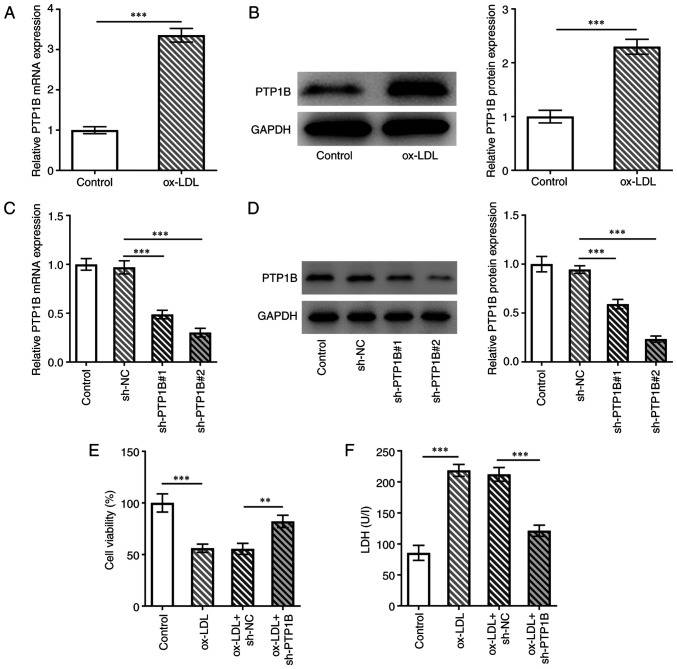 A
Relative PTP1B mRNA expression
4
3
2
1
0
***
Control
ox-LDL
B
PTP1B
GAPDH
Control
ox-LDL
Relative PTP1B protein expression
3
2
1
0
***
Control
ox-LDL
C
Relative PTP1B mRNA expression
1.5
1.0
0.5
0.0
***
***
Control
sh-NC
sh-PTP1B#1
sh-PTP1B#2
D
PTP1B
GAPDH
Control
sh-NC
sh-PTP1B#1
sh-PTP1B#2
Relative PTP1B protein expression
1.5
1.0
0.5
0.0
***
***
Control
sh-NC
sh-PTP1B#1
sh-PTP1B#2
E
Cell viability (%)
150
100
50
0
***
**
Control
ox-LDL
ox-LDL+
sh-NC
ox-LDL+
sh-PTP1B
F
LDH (U/l)
250
200
150
100
50
0
***
***
Control
ox-LDL
ox-LDL+
sh-NC
ox-LDL+
sh-PTP1B